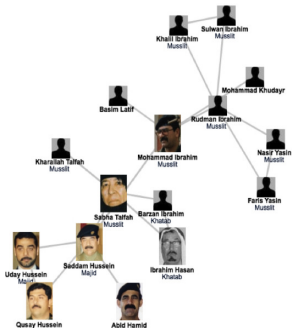 Sulwan Ibrahim
Musslit
Khalil Ibrahim
Musslit
Mohammad Khudayr
Basim Latif
Rudman Ibrahim
Musslit
Nasir Yasin
Musslit
Mohammad Ibrahim
Musslit
Kharallah Talfah
Musslit
Faris Yasin
Musslit
Sabha Talfah
Musslit
Barzan Ibrahim
Khatab
Saddam Hussein
Majid
Ibrahim Hasan
Khatab
Uday Hussein
Majid
Qusay Hussein
Abid Hamid